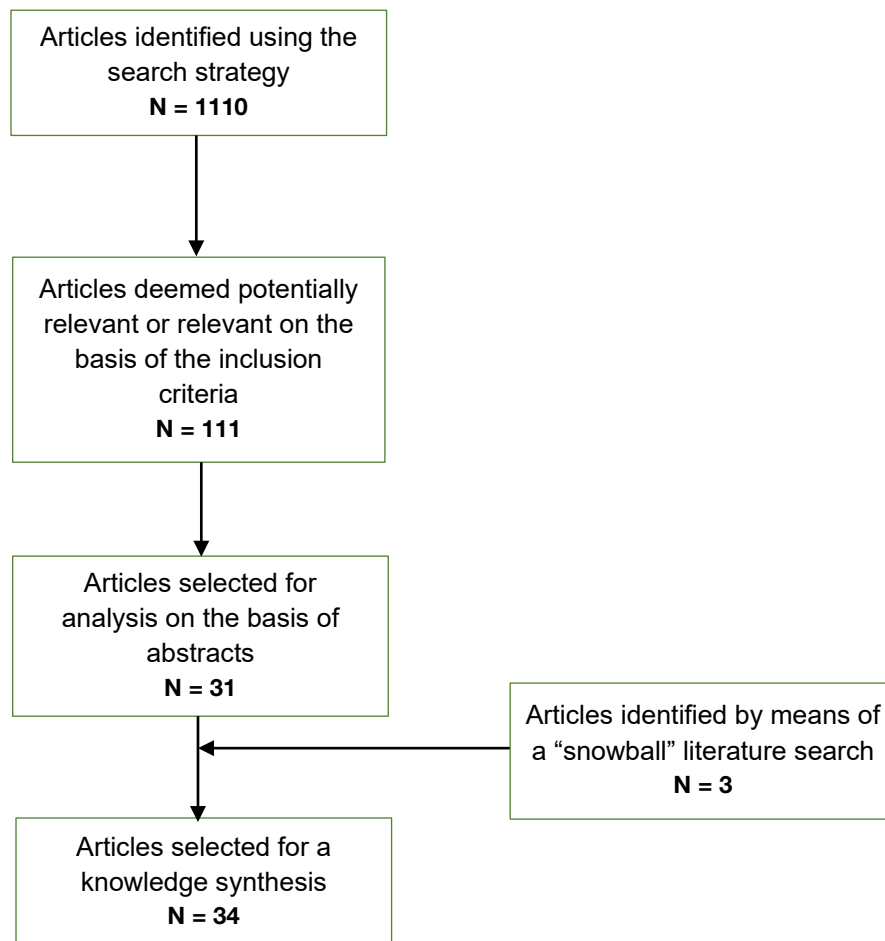 Articles identified using the
search strategy
N = 1110
Articles deemed potentially
relevant or relevant on the
basis of the inclusion
criteria
N = 111
Articles selected for
analysis on the basis of
abstracts
N = 31
Articles identified by means of
a “snowball” literature search
N = 3
Articles selected for a
knowledge synthesis
N = 34